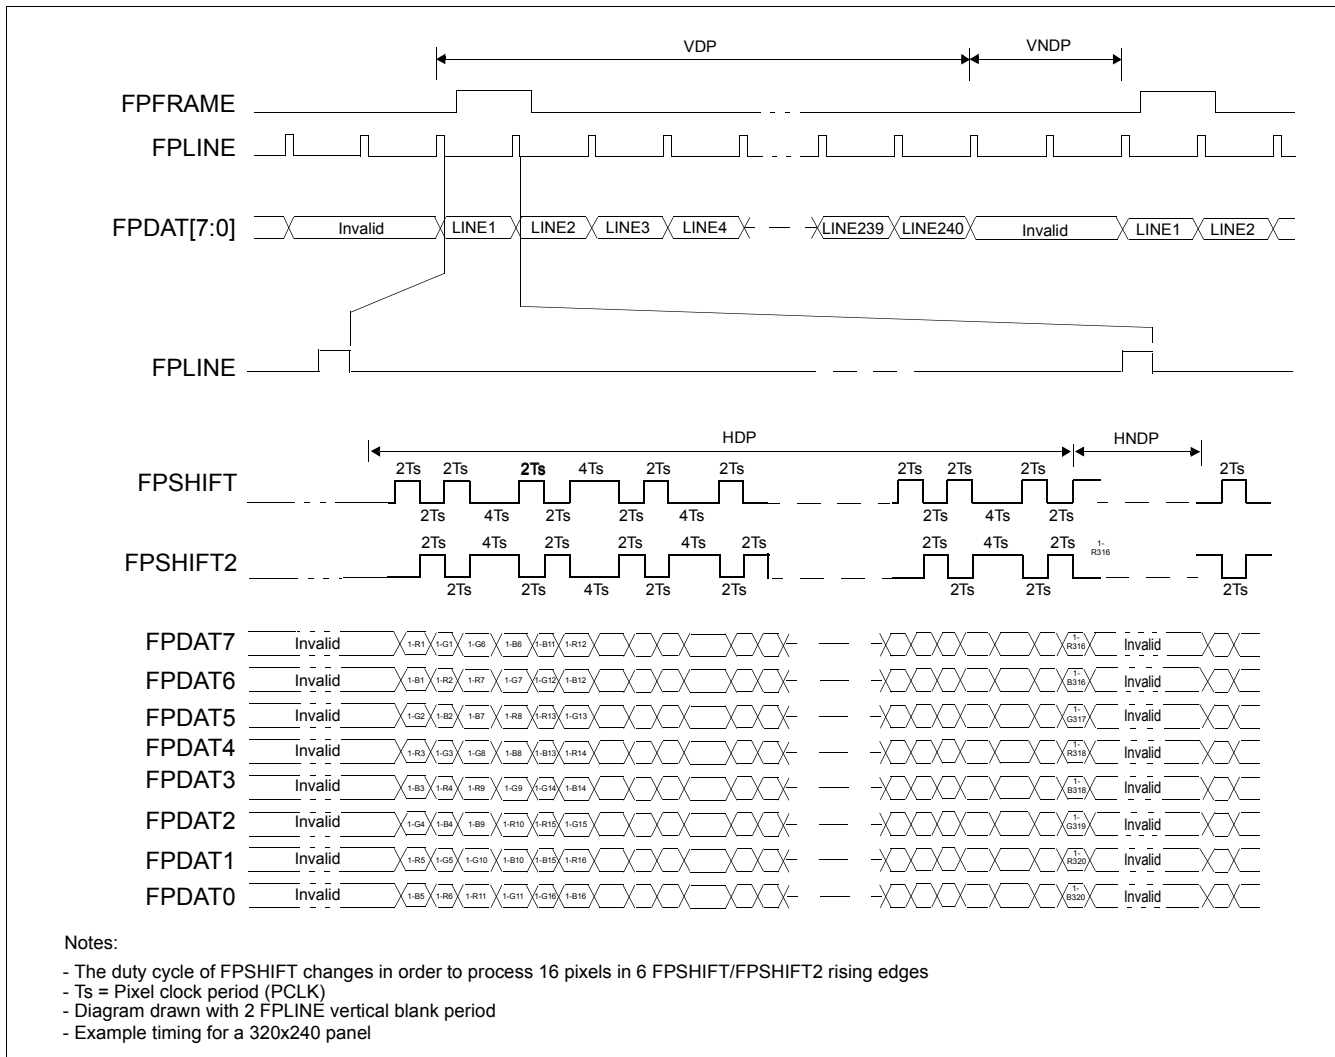 VDP VNDP
FPFRAME
FPLINE
FPDAT[7:0] Invalid LINE1 LINE2 LINE3 LINE4 LINE239 LINE240 Invalid LINE1 LINE2
FPLINE
HDP HNDP
2Ts 2Ts 2Ts 4Ts 2Ts 2Ts 2Ts 2Ts 2Ts 2Ts
FPSHIFT
2Ts 4Ts 2Ts 2Ts 4Ts 2Ts 4Ts 2Ts
2Ts 4Ts 2Ts 2Ts 4Ts 2Ts 2Ts 4Ts 2Ts 1-R316
FPSHIFT2
2Ts 2Ts 4Ts 2Ts 2Ts 2Ts 2Ts 2Ts
FPDAT7 Invalid 1-R1 1-G1 1-G6 1-B6 1-B11 1-R12 1-R316 Invalid
FPDAT6 Invalid 1-B1 1-R2 1-R7 1-G7 1-G12 1-B12 1-B316 Invalid
FPDAT5 Invalid 1-G2 1-B2 1-B7 1-R8 1-R13 1-G13 1-G317 Invalid
FPDAT4 Invalid 1-R3 1-G3 1-G8 1-B8 1-B13 1-R14 1-R318 Invalid
FPDAT3 Invalid 1-B3 1-R4 1-R9 1-G9 1-G14 1-B14 1-B318 Invalid
FPDAT2 Invalid 1-G4 1-B4 1-B9 1-R10 1-R15 1-G15 1-G319 Invalid
FPDAT1 Invalid 1-R5 1-G5 1-G10 1-B10 1-B15 1-R16 1-R320 Invalid
FPDAT0 Invalid 1-B5 1-R6 1-R11 1-G11 1-G16 1-B16 1-B320 Invalid
Notes:
- The duty cycle of FPSHIFT changes in order to process 16 pixels in 6 FPSHIFT/FPSHIFT2 rising edges
- Ts = Pixel clock period (PCLK)
- Diagram drawn with 2 FPLINE vertical blank period
- Example timing for a 320x240 panel